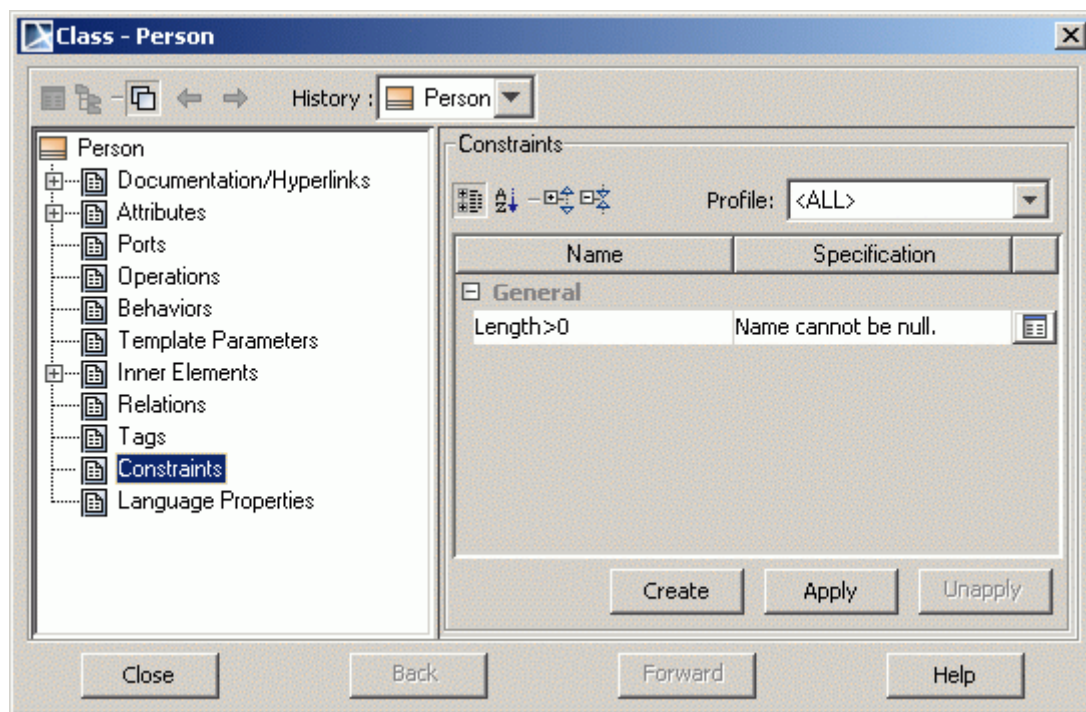 Class - Person
History : Person
Person
Documentation/Hyperlinks
Attributes
Ports
Operations
Behaviors
Template Parameters
Inner Elements
Relations
Tags
Constraints
Language Properties
Constraints
Profile: <ALL>
Name Specification
General
Length>0 Name cannot be null.
Create Apply Unapply
Close Back Forward Help